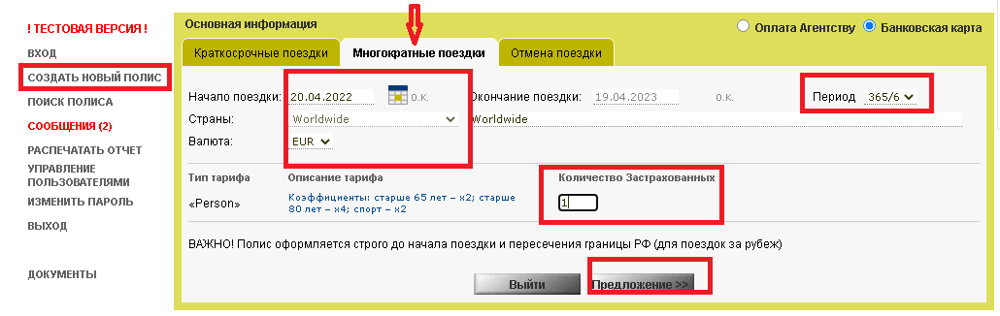 ! ТЕСТОВАЯ ВЕРСИЯ !
ВХОД
СОЗДАТЬ НОВЫЙ ПОЛИС
ПОИСК ПОЛИСА
СООБЩЕНИЯ (2)
РАСПЕЧАТАТЬ ОТЧЕТ
УПРАВЛЕНИЕ
ПОЛЬЗОВАТЕЛЯМИ
ИЗМЕНИТЬ ПАРОЛЬ
ВЫХОД
ДОКУМЕНТЫ
Основная информация
Оплата Агентству Банковская карта
Краткосрочные поездки Многократные поездки Отмена поездки
Начало поездки: 20.04.2022 о.к. Окончание поездки: 19.04.2023 о.к. Период 365/6
Страны: Worldwide Worldwide
Валюта: EUR
Тип тарифа Описание тарифа Количество Застрахованных
«Person» Коэффициенты: старше 65 лет – x2; старше
80 лет – x4; спорт – x2 1
ВАЖНО! Полис оформляется строго до начала поездки и пересечения границы РФ (для поездок за рубеж)
Выйти Предложение >>